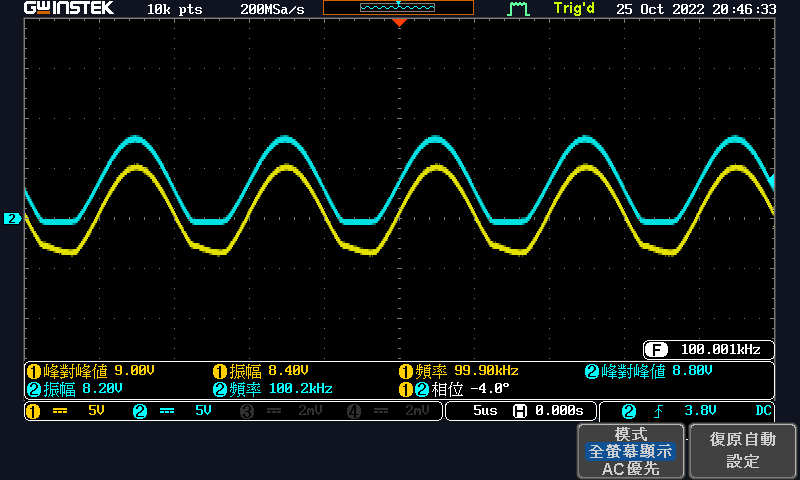 GWINSTEK 10k pts 200MSa/s Trig'd 25 Oct 2022 20:46:33
2
F 100.001kHz
1 峰對峰值 9.00V 1 振幅 8.40V 1 頻率 99.90kHz 2 峰對峰值 8.80V
2 振幅 8.20V 2 頻率 100.2kHz 1 2 相位 -4.0°
1 5V 2 5V 3 2mV 4 2mV 5us H 0.000s 2 3.8V DC
模式
全螢幕顯示
AC優先
復原自動
設定